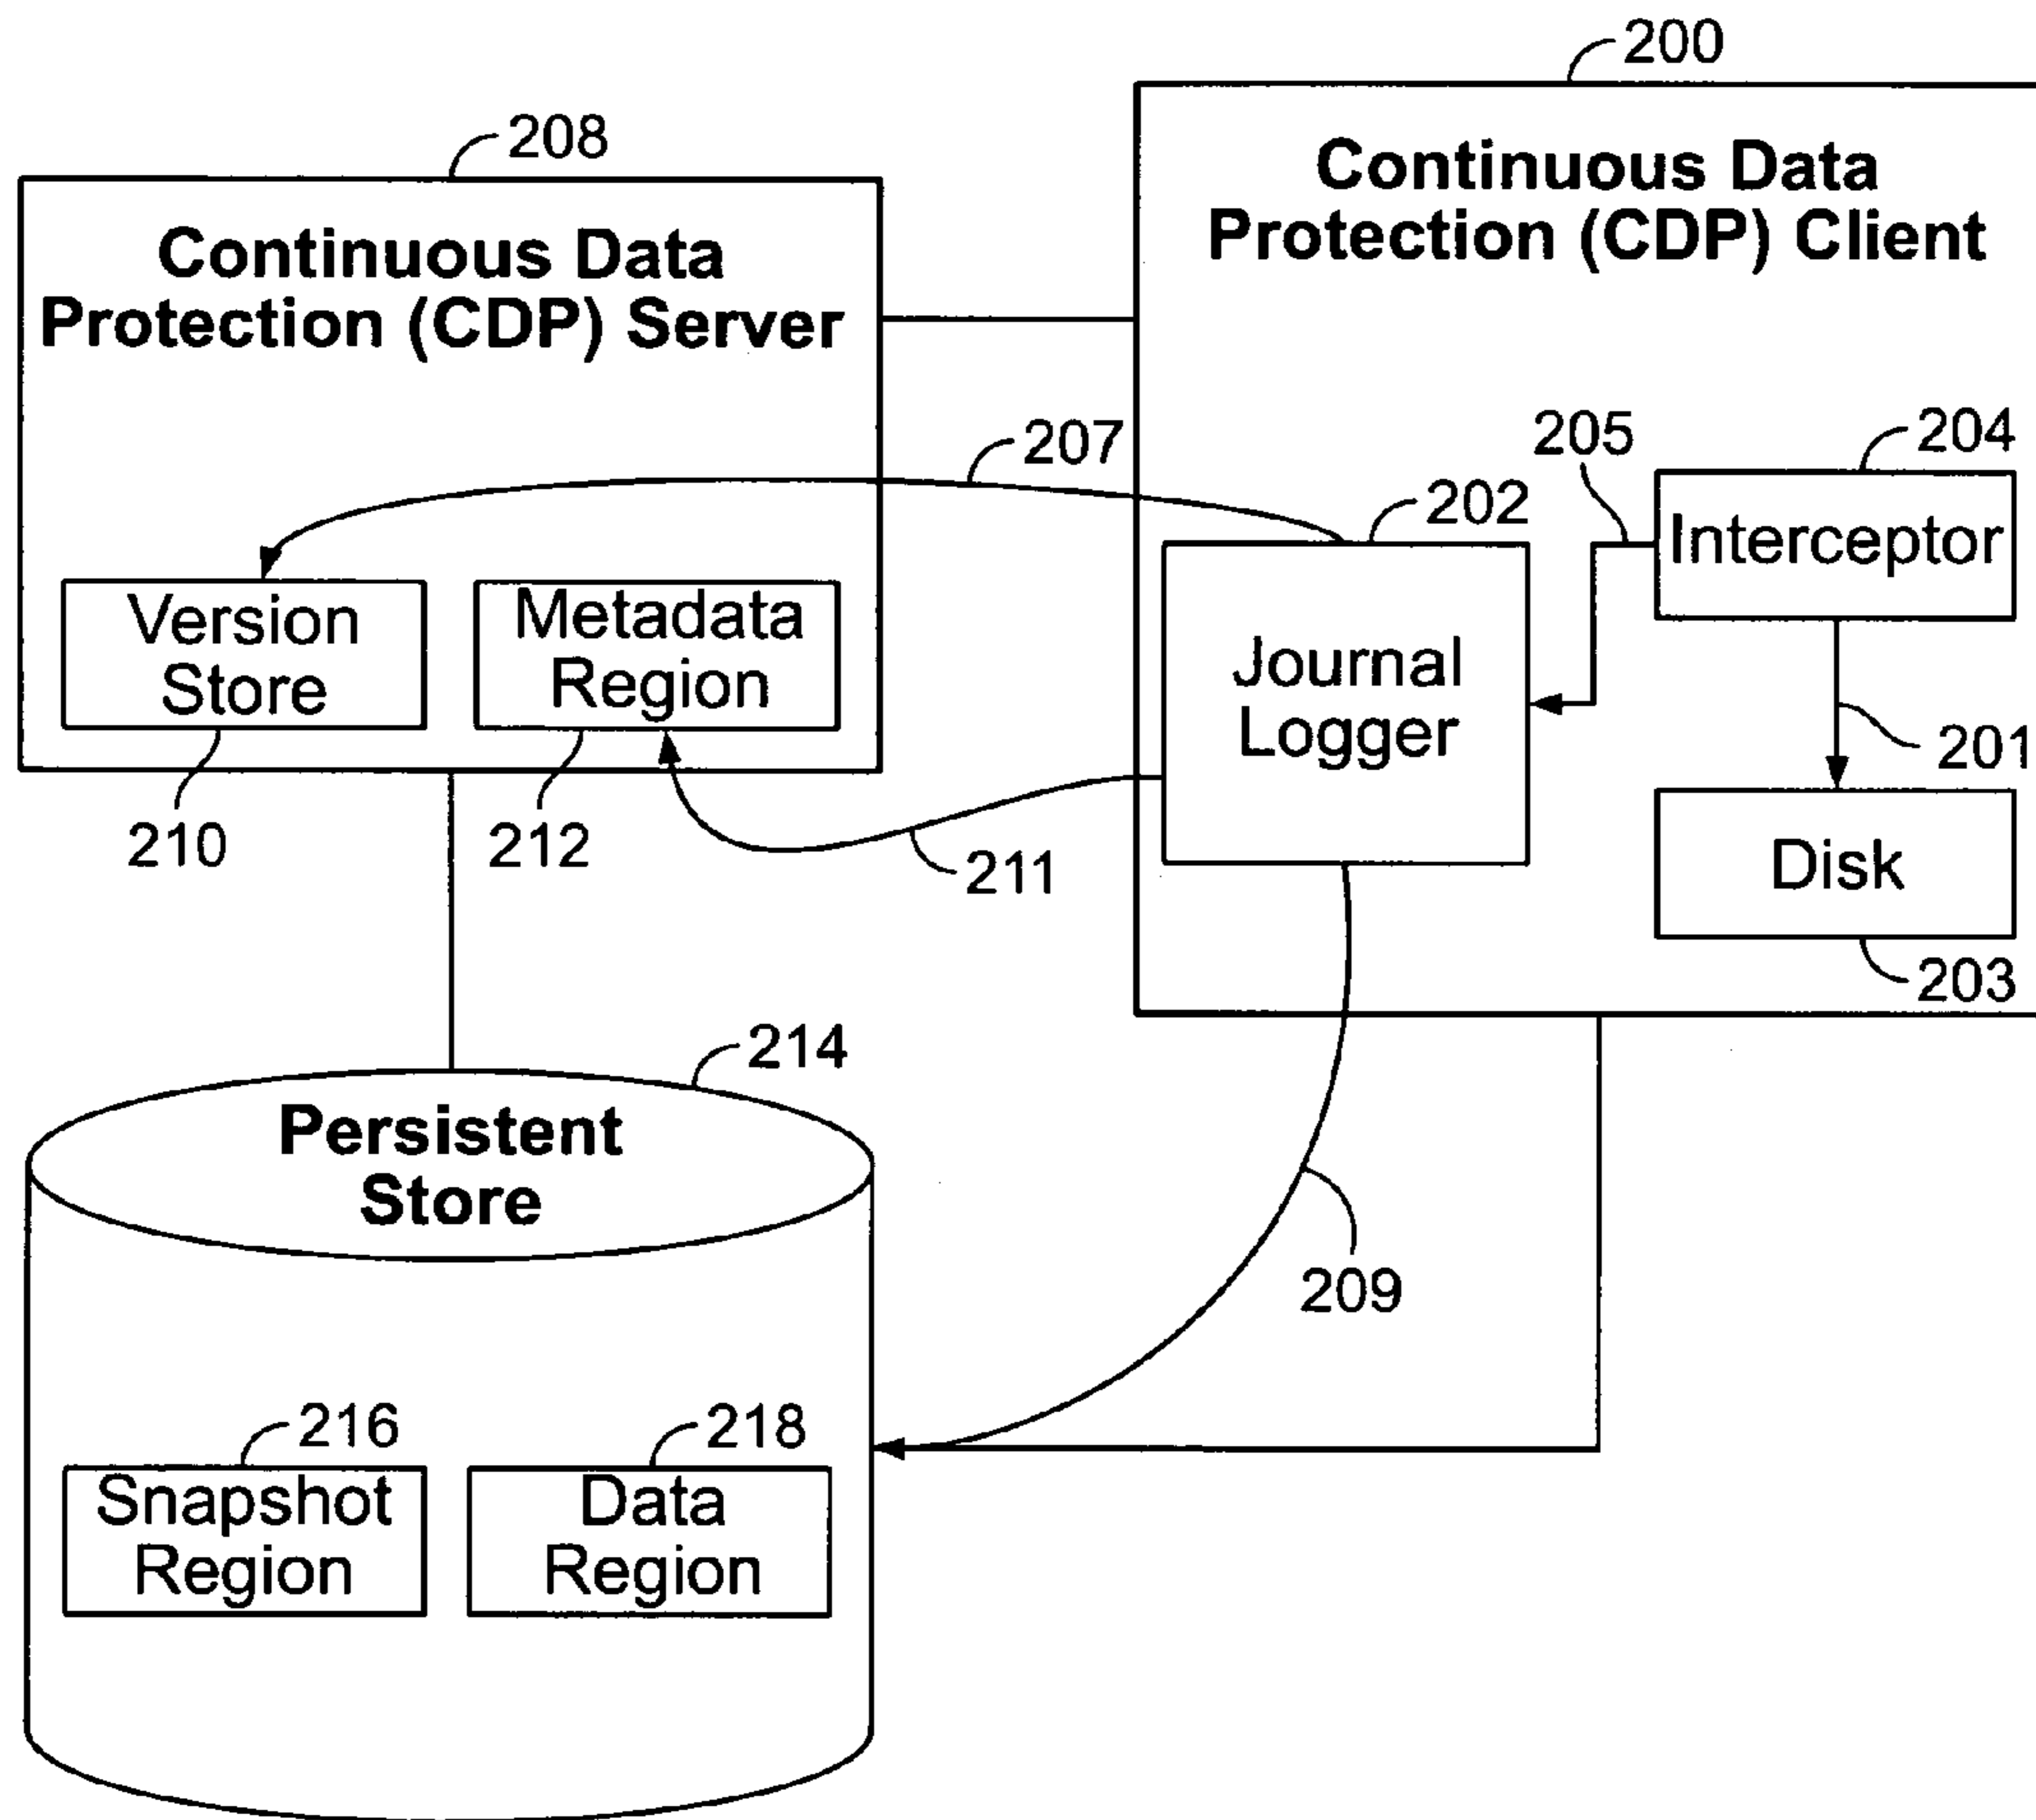 200
208
Continuous Data
Protection (CDP) Client
Continuous Data
Protection (CDP) Server
207
205
204
202
Interceptor
Version
Store
Metadata
Region
Journal
Logger
201
210
212
211
Disk
203
214
Persistent
Store
209
216
218
Snapshot
Region
Data
Region